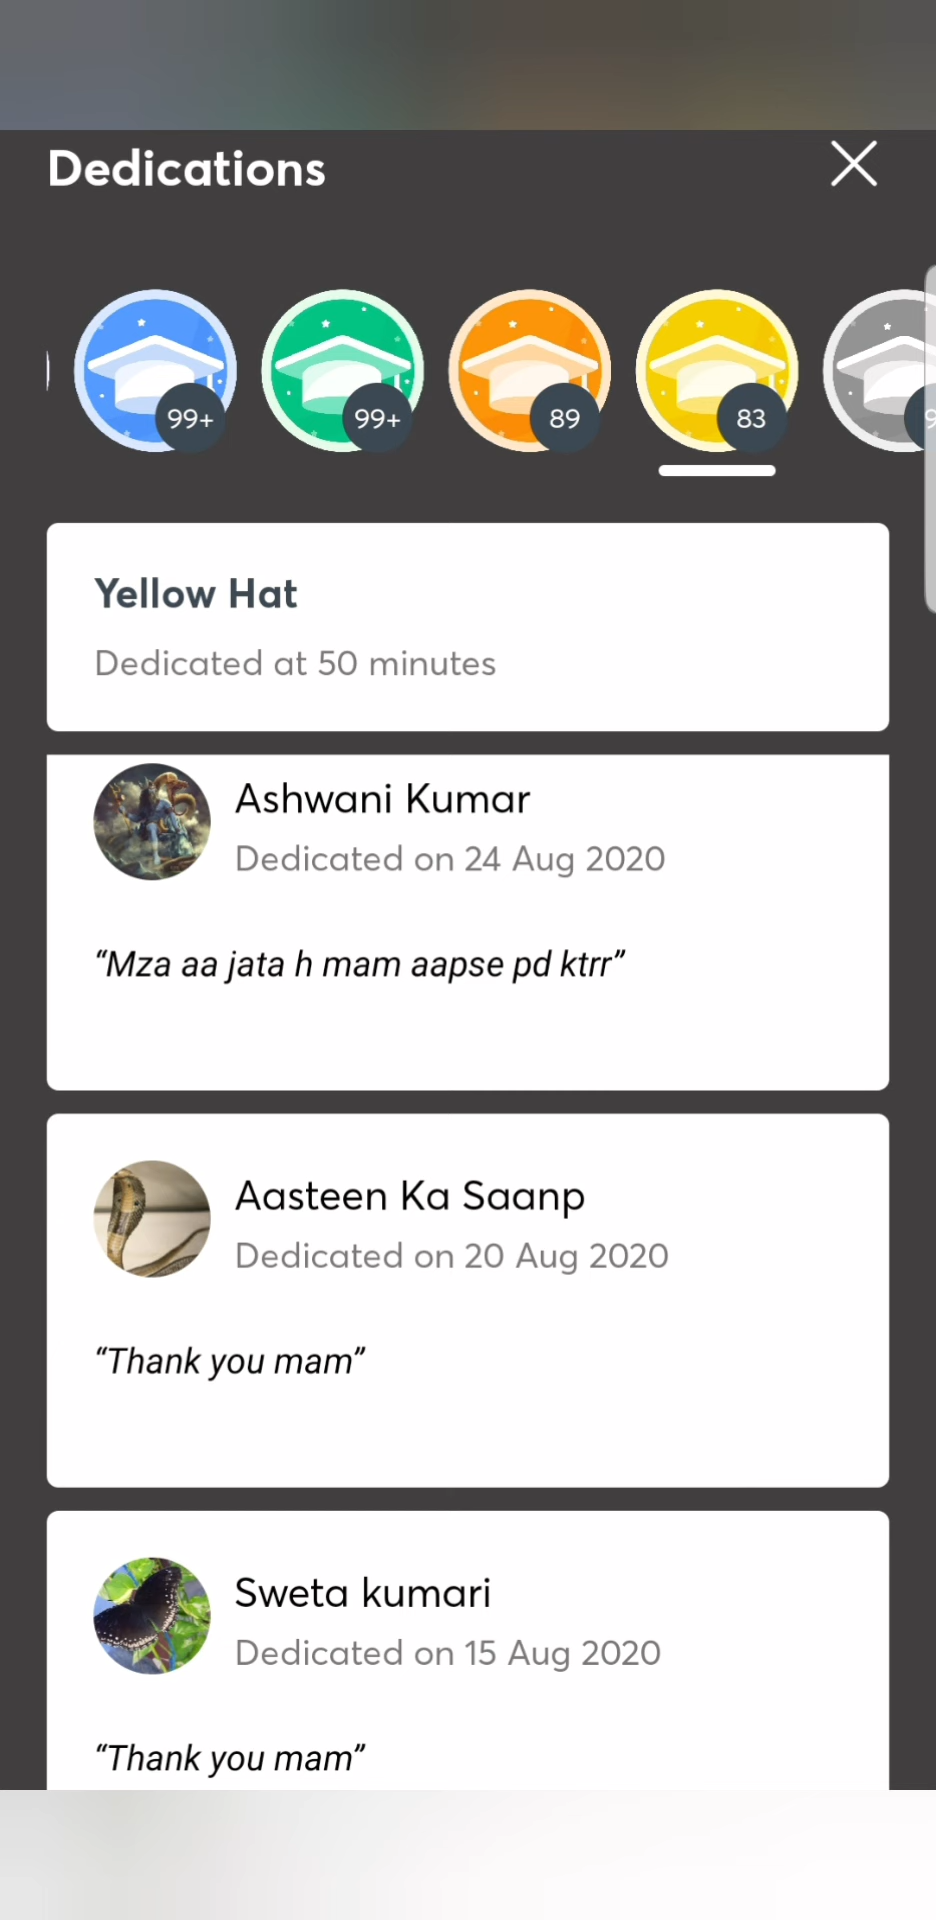 Dedications
99+
99+
89
83
9
Yellow Hat
Dedicated at 50 minutes
Ashwani Kumar
Dedicated on 24 Aug 2020
“Mza aa jata h mam aapse pd ktrr”
Aasteen Ka Saanp
Dedicated on 20 Aug 2020
“Thank you mam”
Sweta kumari
Dedicated on 15 Aug 2020
“Thank you mam”